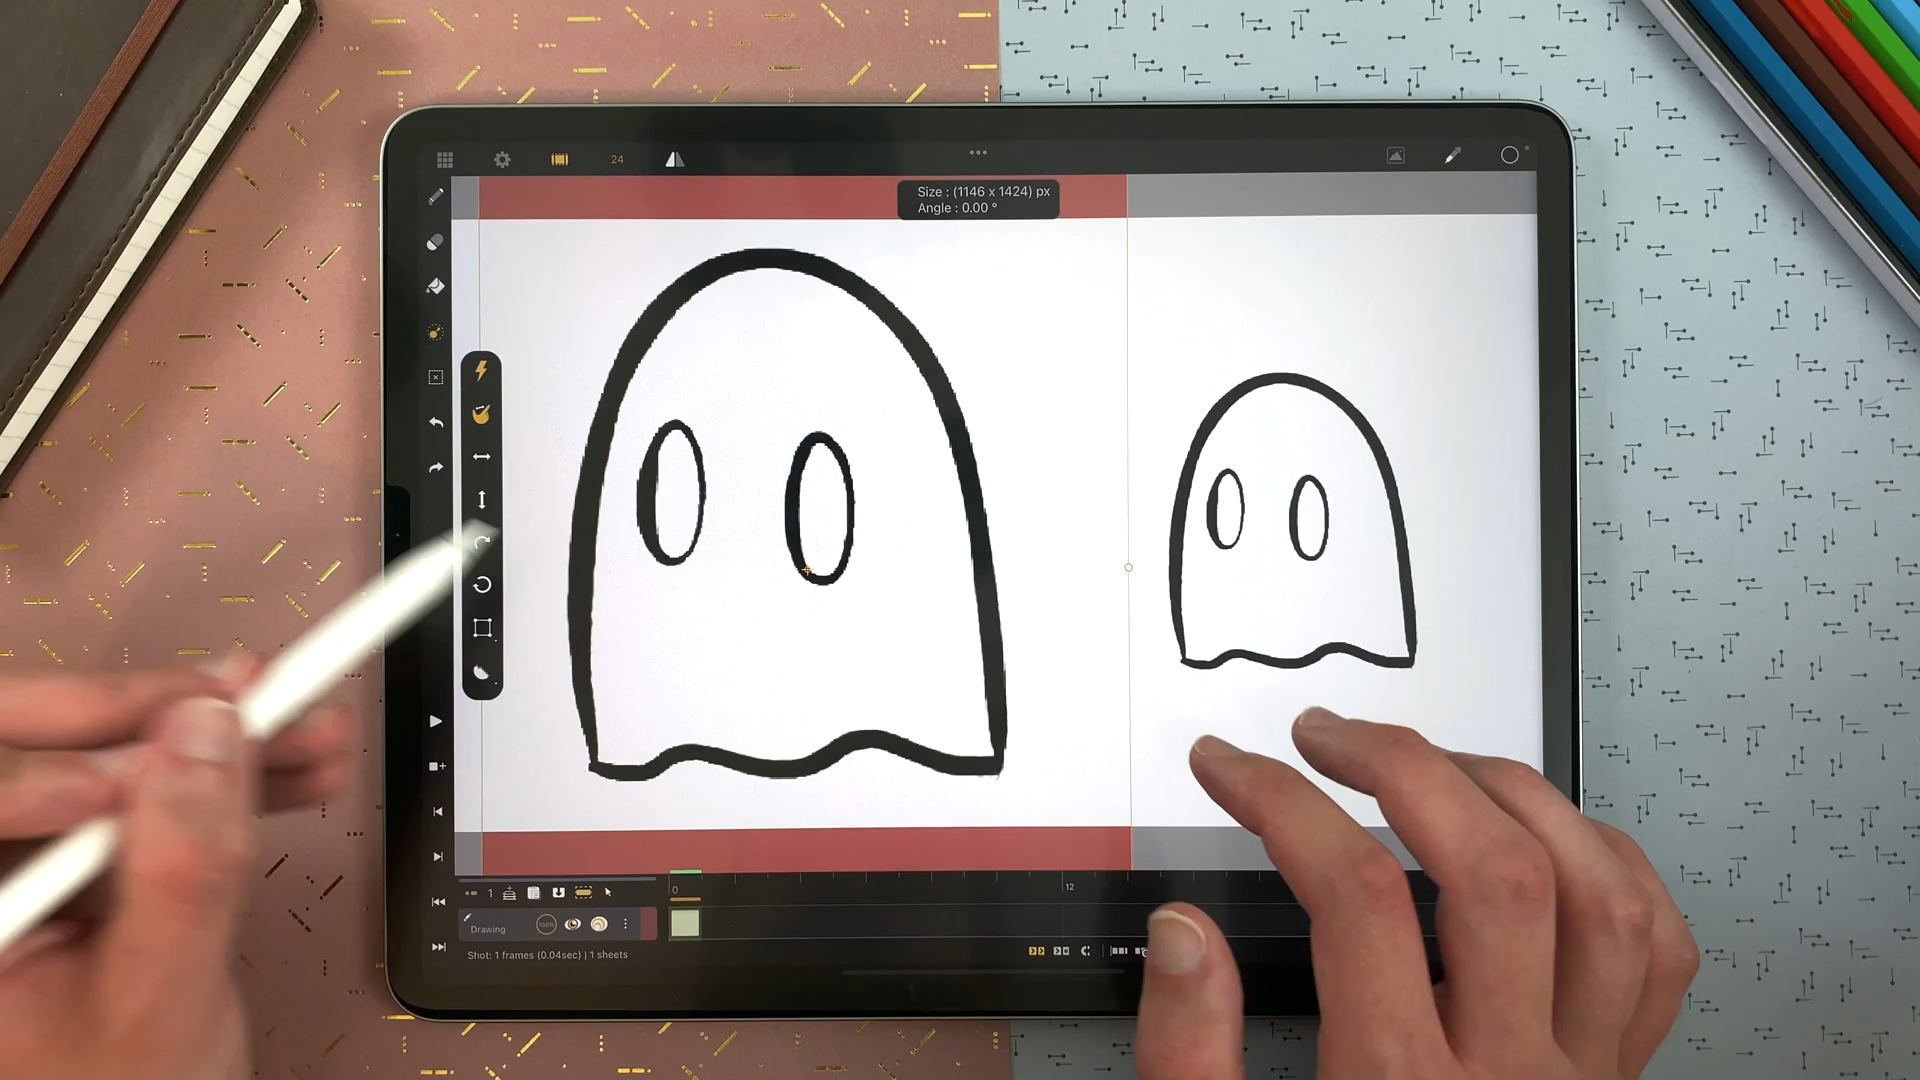 24
Size : (1146 x 1424) px
Angle : 0.00 °
1
0
12
100%
Drawing
Shot: 1 frames (0.04sec) | 1 sheets